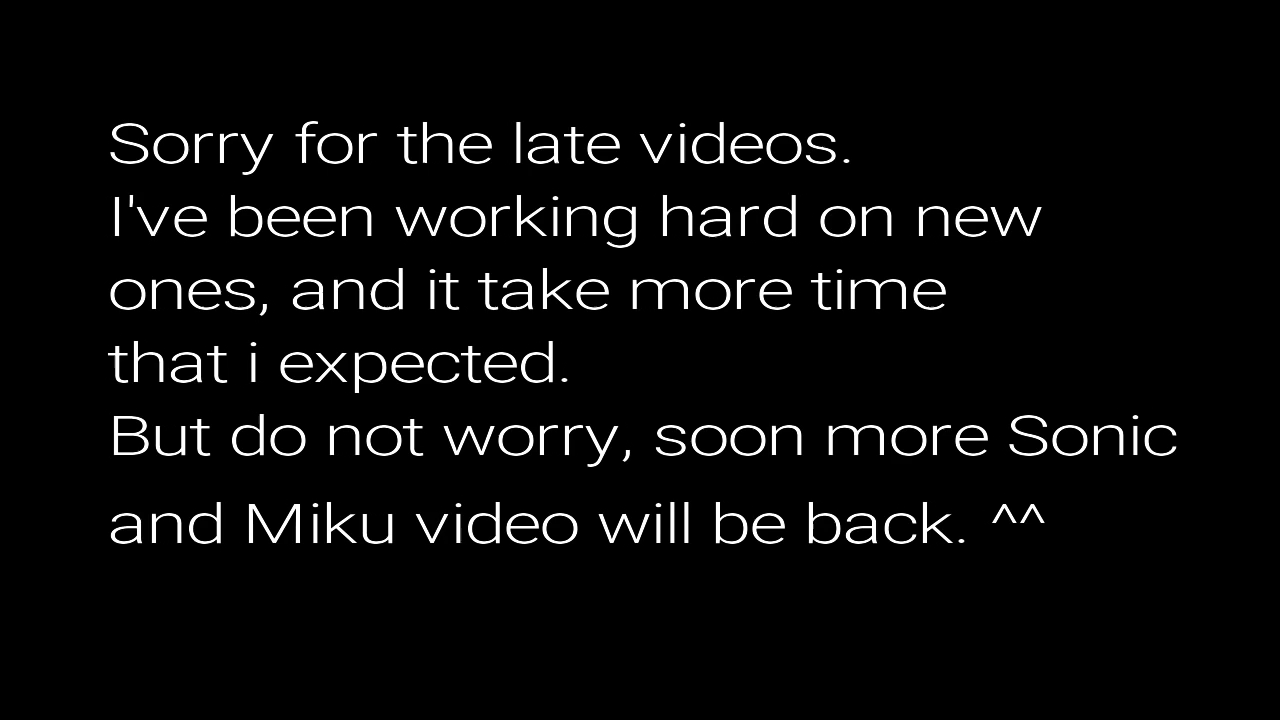 Sorry for the late videos.
I've been working hard on new
ones, and it take more time
that i expected.
But do not worry, soon more Sonic
and Miku video will be back. ^^